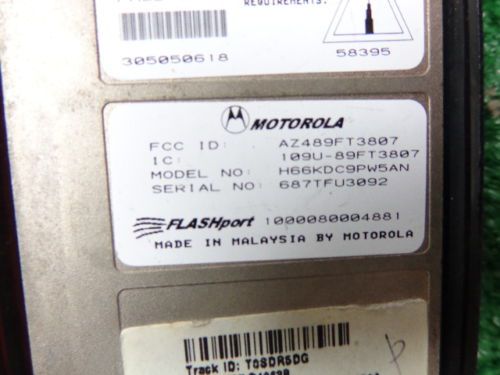 REQUIREMENTS.
305050618
58395
MOTOROLA
FCC ID: AZ489FT3807
IC: 109U-89FT3807
MODEL NO: H66KDC9PW5AN
SERIAL NO: 687TFU3092
FLASHport 1000080004881
MADE IN MALAYSIA BY MOTOROLA
Track ID: T0SDR5DG